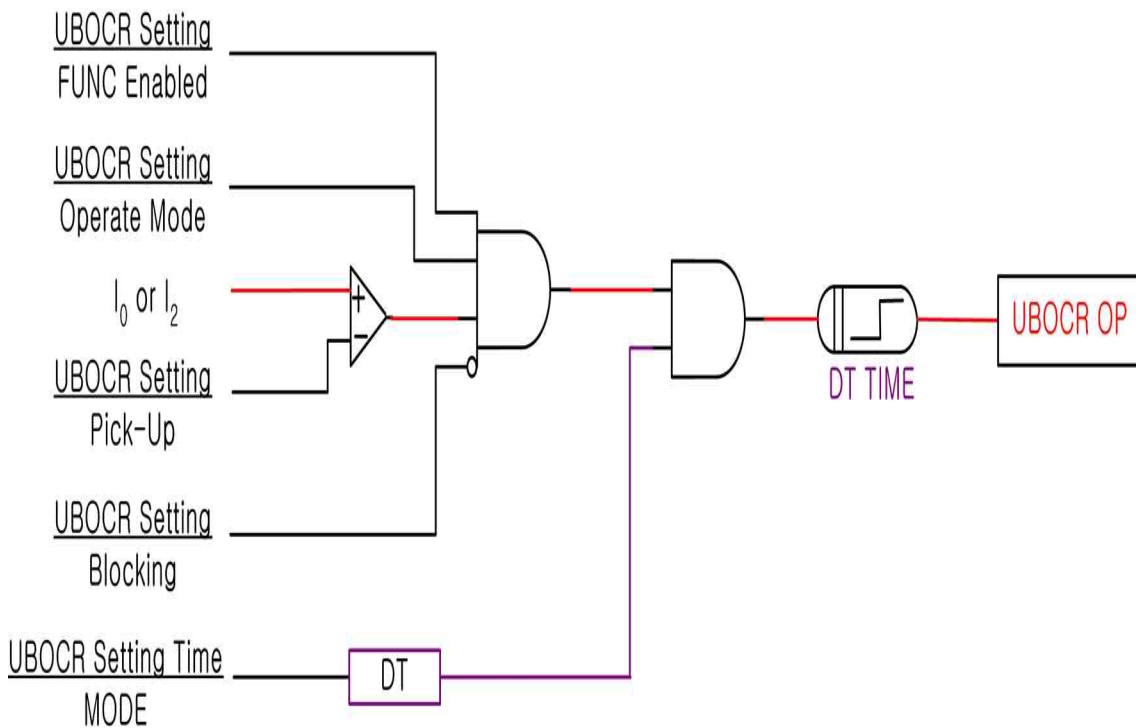 UBOCR Setting
FUNC Enabled
UBOCR Setting
Operate Mode
I₀ or I₂
+
−
UBOCR Setting
Pick-Up
UBOCR Setting
Blocking
UBOCR Setting Time
MODE
DT
DT TIME
UBOCR OP